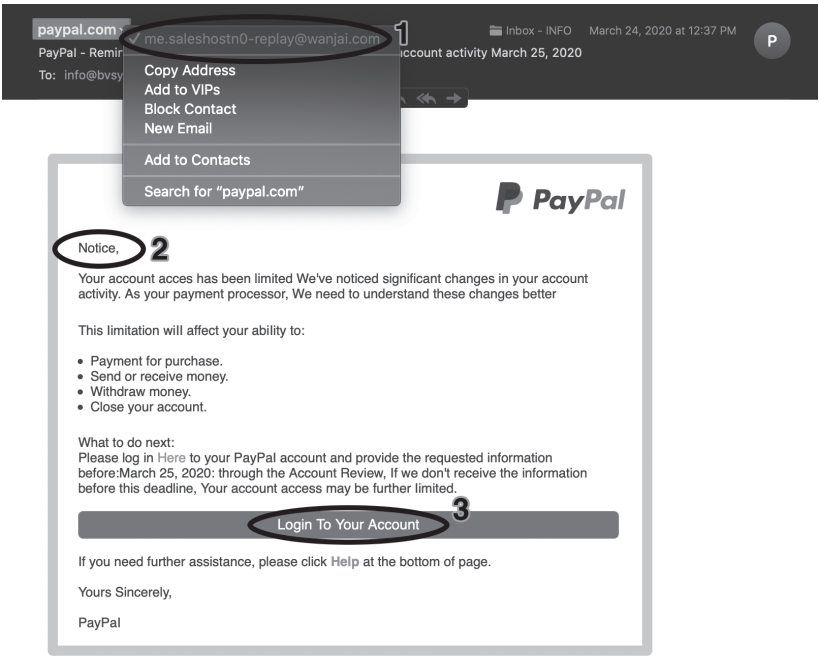 paypal.com
me.saleshostn0-replay@wanjai.com
1
Inbox - INFO
March 24, 2020 at 12:37 PM
P
PayPal - Remin
ccount activity March 25, 2020
To: info@bvsy
Copy Address
Add to VIPs
Block Contact
New Email
Add to Contacts
Search for “paypal.com”
PayPal
Notice,
2
Your account acces has been limited We've noticed significant changes in your account
activity. As your payment processor, We need to understand these changes better
This limitation will affect your ability to:
• Payment for purchase.
• Send or receive money.
• Withdraw money.
• Close your account.
What to do next:
Please log in Here to your PayPal account and provide the requested information
before:March 25, 2020: through the Account Review, If we don't receive the information
before this deadline, Your account access may be further limited.
3
Login To Your Account
If you need further assistance, please click Help at the bottom of page.
Yours Sincerely,
PayPal